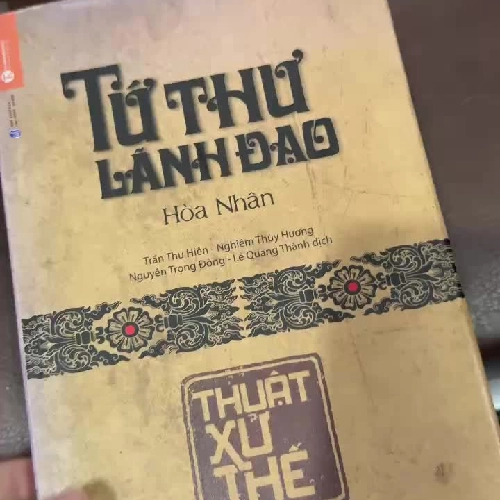 TỨ THƯ
LÃNH ĐẠO
Hòa Nhân
Trần Thu Hiên - Nghiêm Thùy Hương
Nguyễn Trọng Đông - Lê Quang Thành dịch
THUẬT
XỬ
THẾ